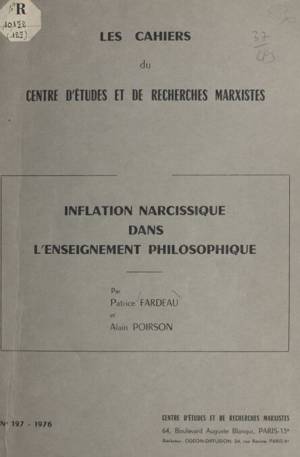 R
LES CAHIERS
37
du
CENTRE D'ÉTUDES ET DE RECHERCHES MARXISTES
INFLATION NARCISSIQUE
DANS
L'ENSEIGNEMENT PHILOSOPHIQUE
Par
Patrice FARDEAU
et
Alain POIRSON
N° 127 - 1976
CENTRE D'ÉTUDES ET DE RECHERCHES MARXISTES
64, Boulevard Auguste Blanqui, PARIS-13e